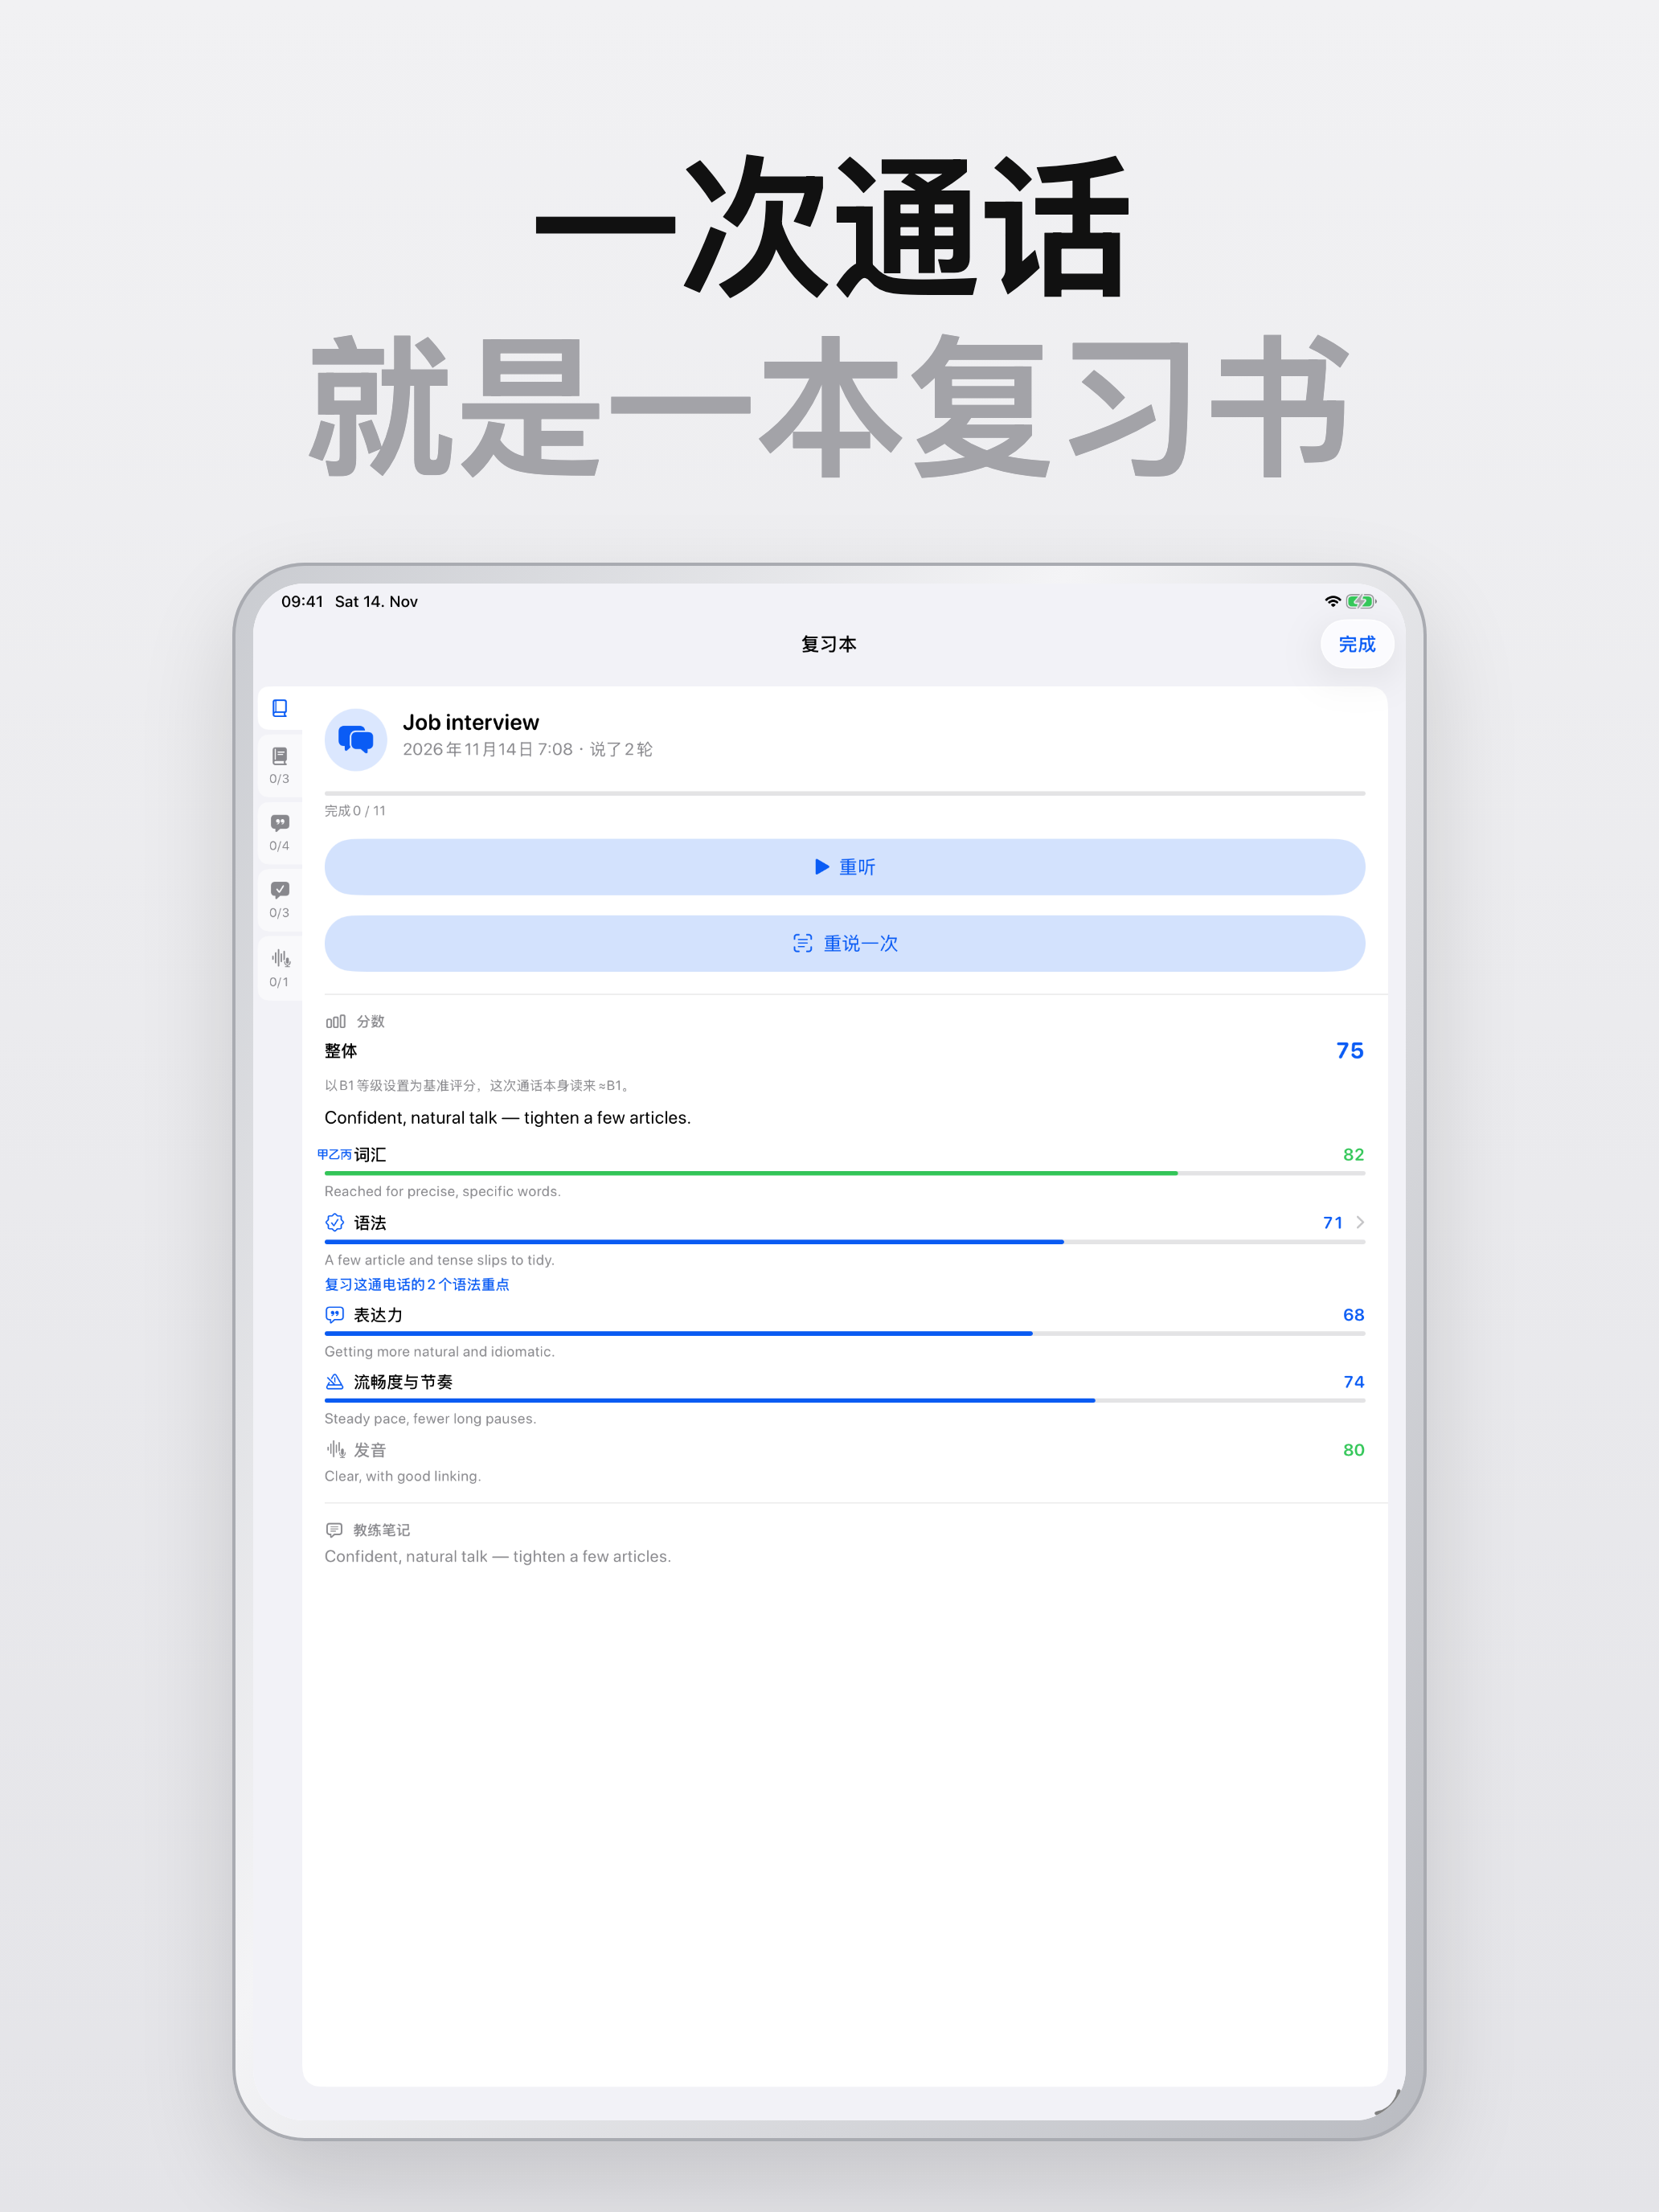 一次通话
就是一本复习书
09:41 Sat 14. Nov
复习本
完成
Job interview
2026年11月14日 7:08 · 说了2轮
0/3
完成0 / 11
0/4
重听
0/3
重说一次
0/1
分数
整体 75
以B1等级设置为基准评分，这次通话本身读来≈B1。
Confident, natural talk — tighten a few articles.
甲乙丙 词汇 82
Reached for precise, specific words.
语法 71
A few article and tense slips to tidy.
复习这通电话的2个语法重点
表达力 68
Getting more natural and idiomatic.
流畅度与节奏 74
Steady pace, fewer long pauses.
发音 80
Clear, with good linking.
教练笔记
Confident, natural talk — tighten a few articles.